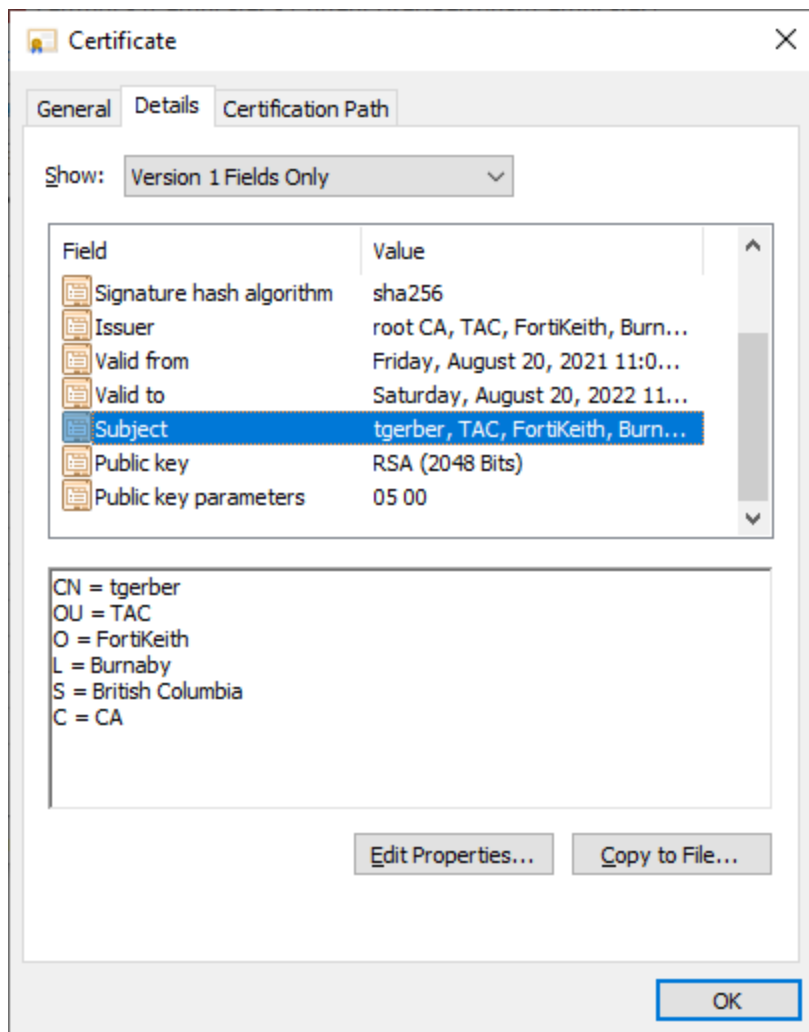 Certificate
General Details Certification Path
Show: Version 1 Fields Only
Field Value
Signature hash algorithm sha256
Issuer root CA, TAC, FortiKeith, Burn...
Valid from Friday, August 20, 2021 11:0...
Valid to Saturday, August 20, 2022 11...
Subject tgerber, TAC, FortiKeith, Burn...
Public key RSA (2048 Bits)
Public key parameters 05 00
CN = tgerber
OU = TAC
O = FortiKeith
L = Burnaby
S = British Columbia
C = CA
Edit Properties... Copy to File...
OK